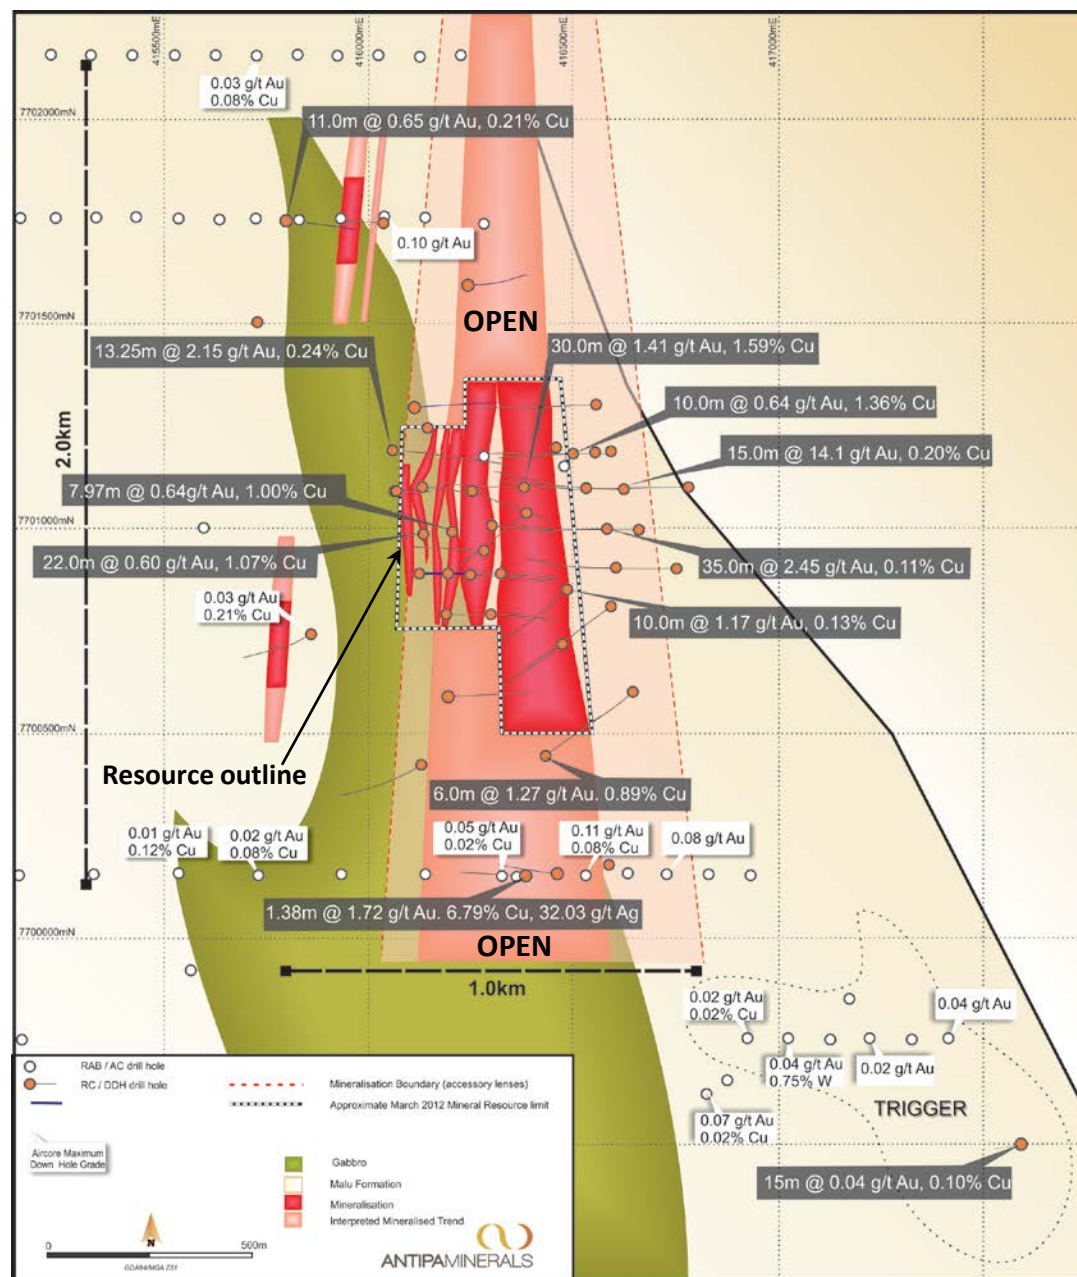 415500mE
416000mE
416500mE
417000mE
0.03 g/t Au
0.08% Cu
7702000mN
11.0m @ 0.65 g/t Au, 0.21% Cu
0.10 g/t Au
OPEN
7701500mN
13.25m @ 2.15 g/t Au, 0.24% Cu
30.0m @ 1.41 g/t Au, 1.59% Cu
10.0m @ 0.64 g/t Au, 1.36% Cu
2.0km
15.0m @ 14.1 g/t Au, 0.20% Cu
7.97m @ 0.64g/t Au, 1.00% Cu
7701000mN
22.0m @ 0.60 g/t Au, 1.07% Cu
35.0m @ 2.45 g/t Au, 0.11% Cu
0.03 g/t Au
0.21% Cu
10.0m @ 1.17 g/t Au, 0.13% Cu
7700500mN
Resource outline
6.0m @ 1.27 g/t Au. 0.89% Cu
0.01 g/t Au
0.12% Cu
0.02 g/t Au
0.08% Cu
0.05 g/t Au
0.02% Cu
0.11 g/t Au
0.08% Cu
0.08 g/t Au
1.38m @ 1.72 g/t Au. 6.79% Cu, 32.03 g/t Ag
7700000mN
OPEN
1.0km
0.02 g/t Au
0.02% Cu
0.04 g/t Au
0.04 g/t Au
0.75% W
0.02 g/t Au
0.07 g/t Au
0.02% Cu
TRIGGER
15m @ 0.04 g/t Au, 0.10% Cu
RAB / AC drill hole
RC / DDH drill hole
Mineralisation Boundary (accessory lenses)
Approximate March 2012 Mineral Resource limit
Aircore Maximum
Down Hole Grade
Gabbro
Malu Formation
Mineralisation
Interpreted Mineralised Trend
N
0
500m
GDA94/MGA Z51
ANTIPAMINERALS